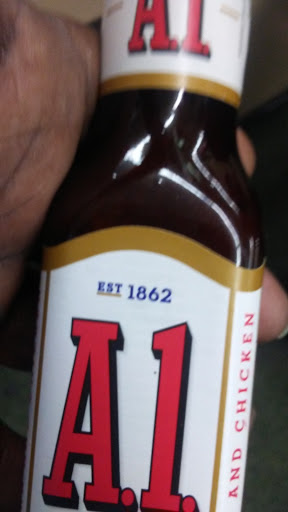 A.1.
EST 1862
A.1.
AND CHICKEN